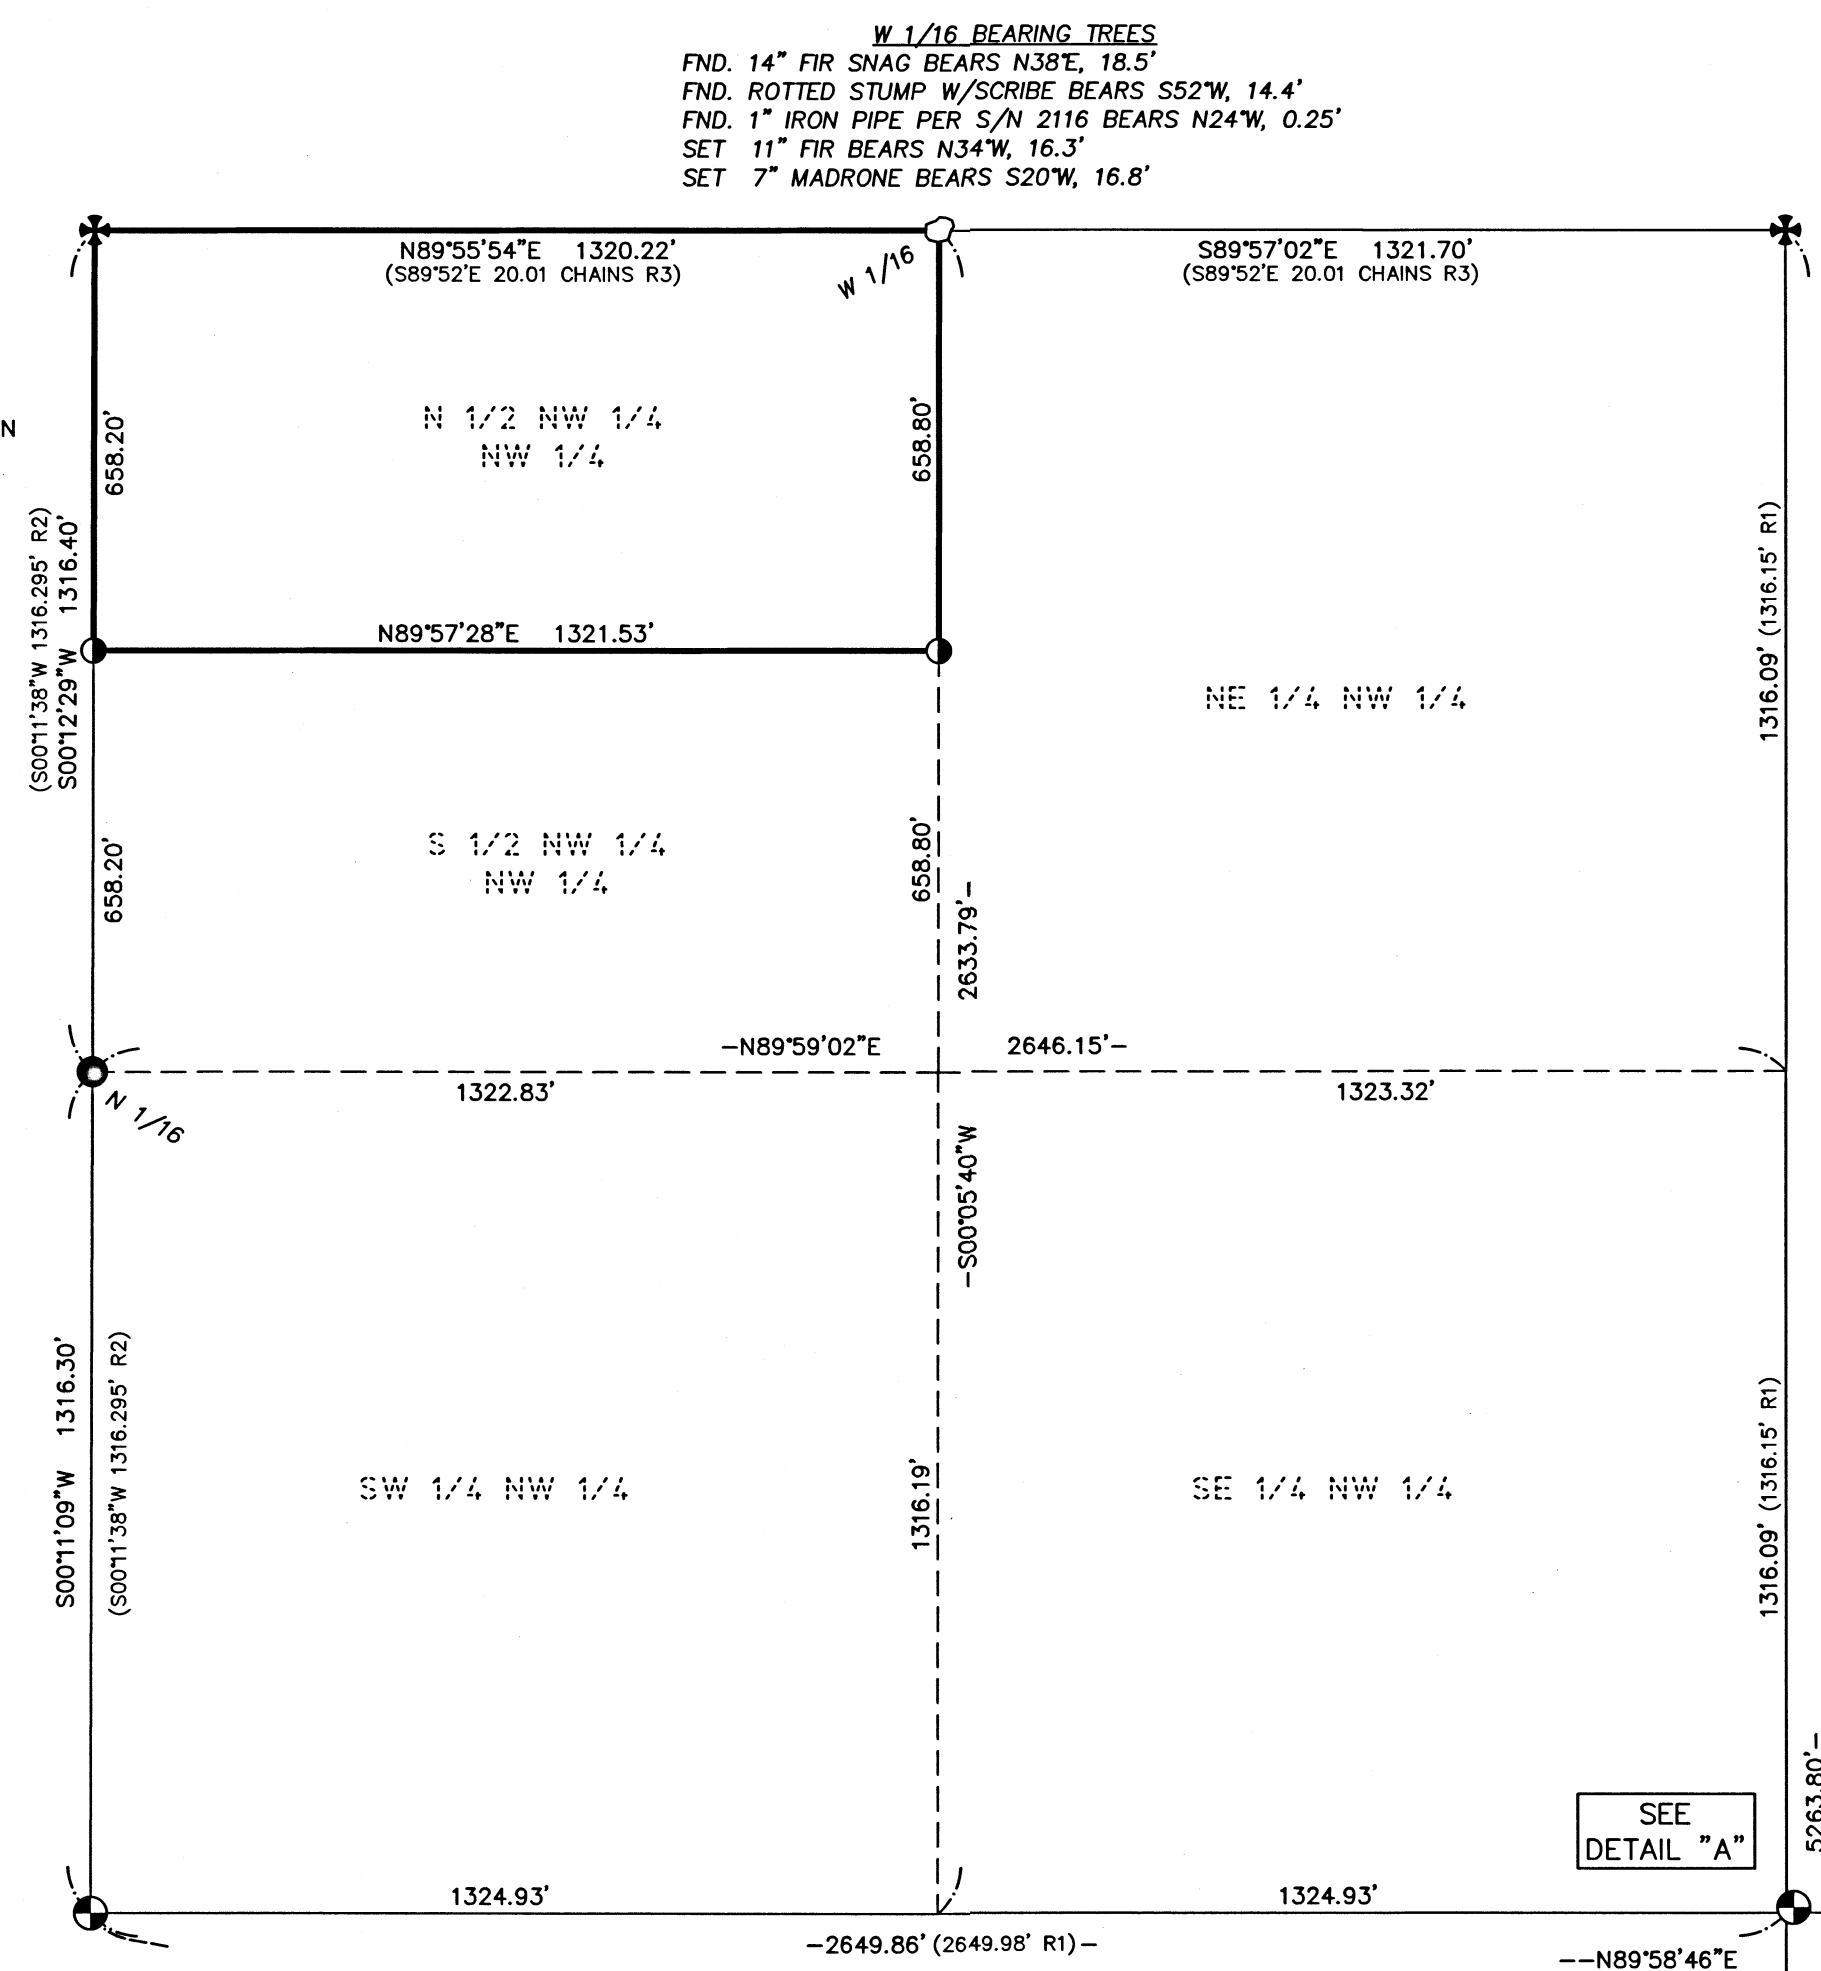 W 1/16 BEARING TREES
FND. 14" FIR SNAG BEARS N38°E, 18.5'
FND. ROTTED STUMP W/SCRIBE BEARS S52°W, 14.4'
FND. 1" IRON PIPE PER S/N 2116 BEARS N24°W, 0.25'
SET 11" FIR BEARS N34°W, 16.3'
SET 7" MADRONE BEARS S20°W, 16.8'
N89°55'54"E 1320.22'
(S89°52'E 20.01 CHAINS R3)
W 1/16
S89°57'02"E 1321.70'
(S89°52'E 20.01 CHAINS R3)
N
658.20'
N 1/2 NW 1/4
NW 1/4
658.80'
(S00°11'38"W 1316.295' R2)
S00°12'29"W 1316.40'
1316.09' (1316.15' R1)
N89°57'28"E 1321.53'
NE 1/4 NW 1/4
658.20'
S 1/2 NW 1/4
NW 1/4
658.80'
2633.79'-
-N89°59'02"E 2646.15'-
1322.83'
1323.32'
N 1/16
-S00°05'40"W
S00°11'09"W 1316.30'
(S00°11'38"W 1316.295' R2)
SW 1/4 NW 1/4
1316.19'
SE 1/4 NW 1/4
1316.09' (1316.15' R1)
5263.80'-
SEE
DETAIL "A"
1324.93'
1324.93'
-2649.86' (2649.98' R1)-
--N89°58'46"E